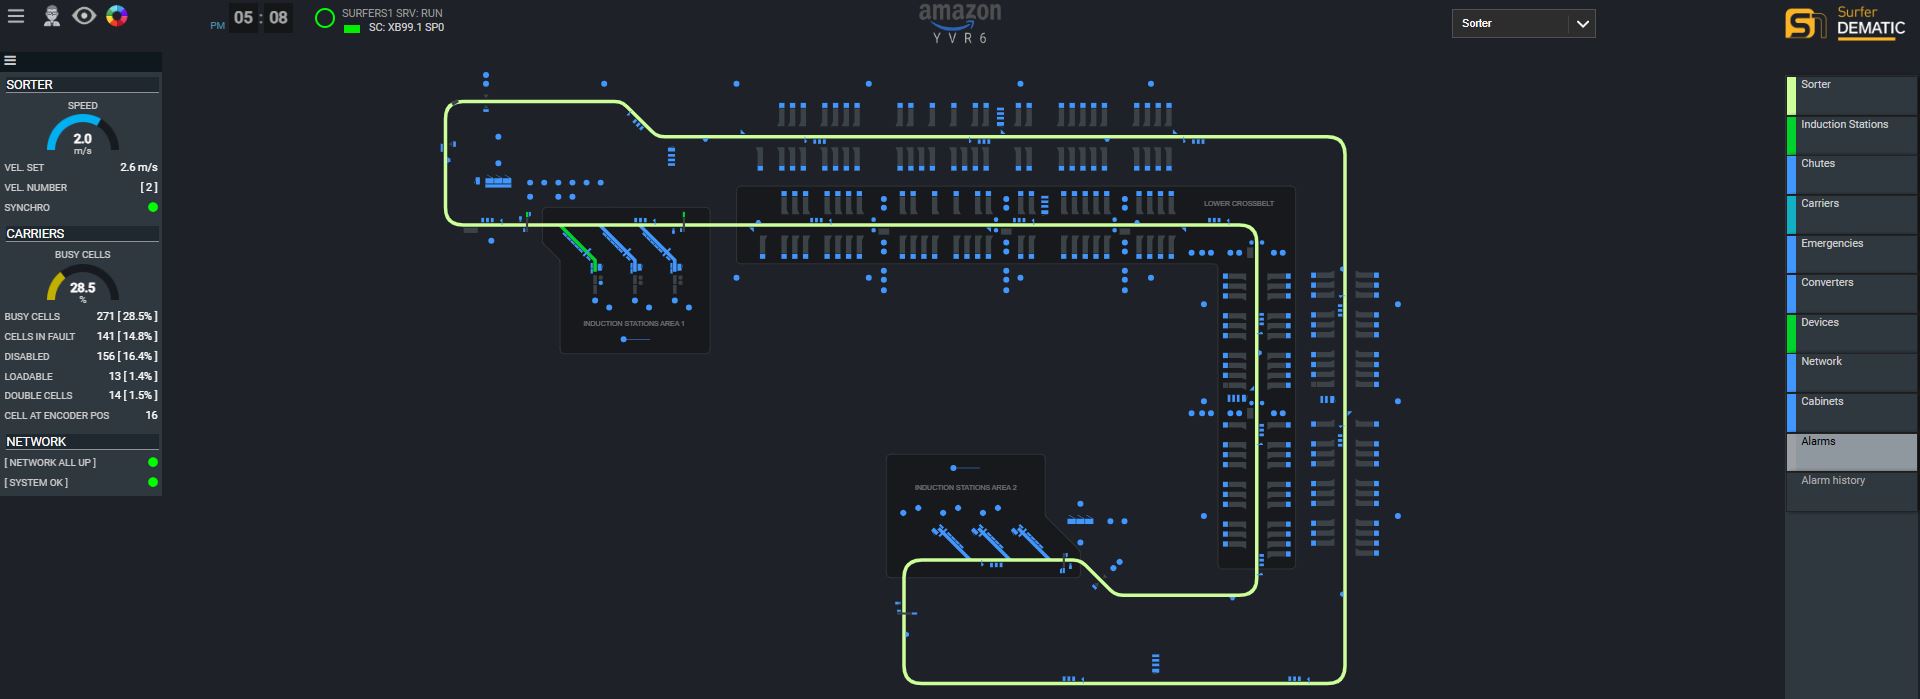 PM 05 : 08
SURFERS1 SRV: RUN
SC: XB99.1 SP0
amazon
YVR6
Sorter
Surfer
DEMATIC
SORTER
SPEED
2.0
m/s
VEL. SET 2.6 m/s
VEL. NUMBER [ 2 ]
SYNCHRO
CARRIERS
BUSY CELLS
28.5
%
BUSY CELLS 271 [ 28.5% ]
CELLS IN FAULT 141 [ 14.8% ]
DISABLED 156 [ 16.4% ]
LOADABLE 13 [ 1.4% ]
DOUBLE CELLS 14 [ 1.5% ]
CELL AT ENCODER POS 16
NETWORK
[ NETWORK ALL UP ]
[ SYSTEM OK ]
LOWER CROSSBELT
INDUCTION STATIONS AREA 1
INDUCTION STATIONS AREA 2
Sorter
Induction Stations
Chutes
Carriers
Emergencies
Converters
Devices
Network
Cabinets
Alarms
Alarm history